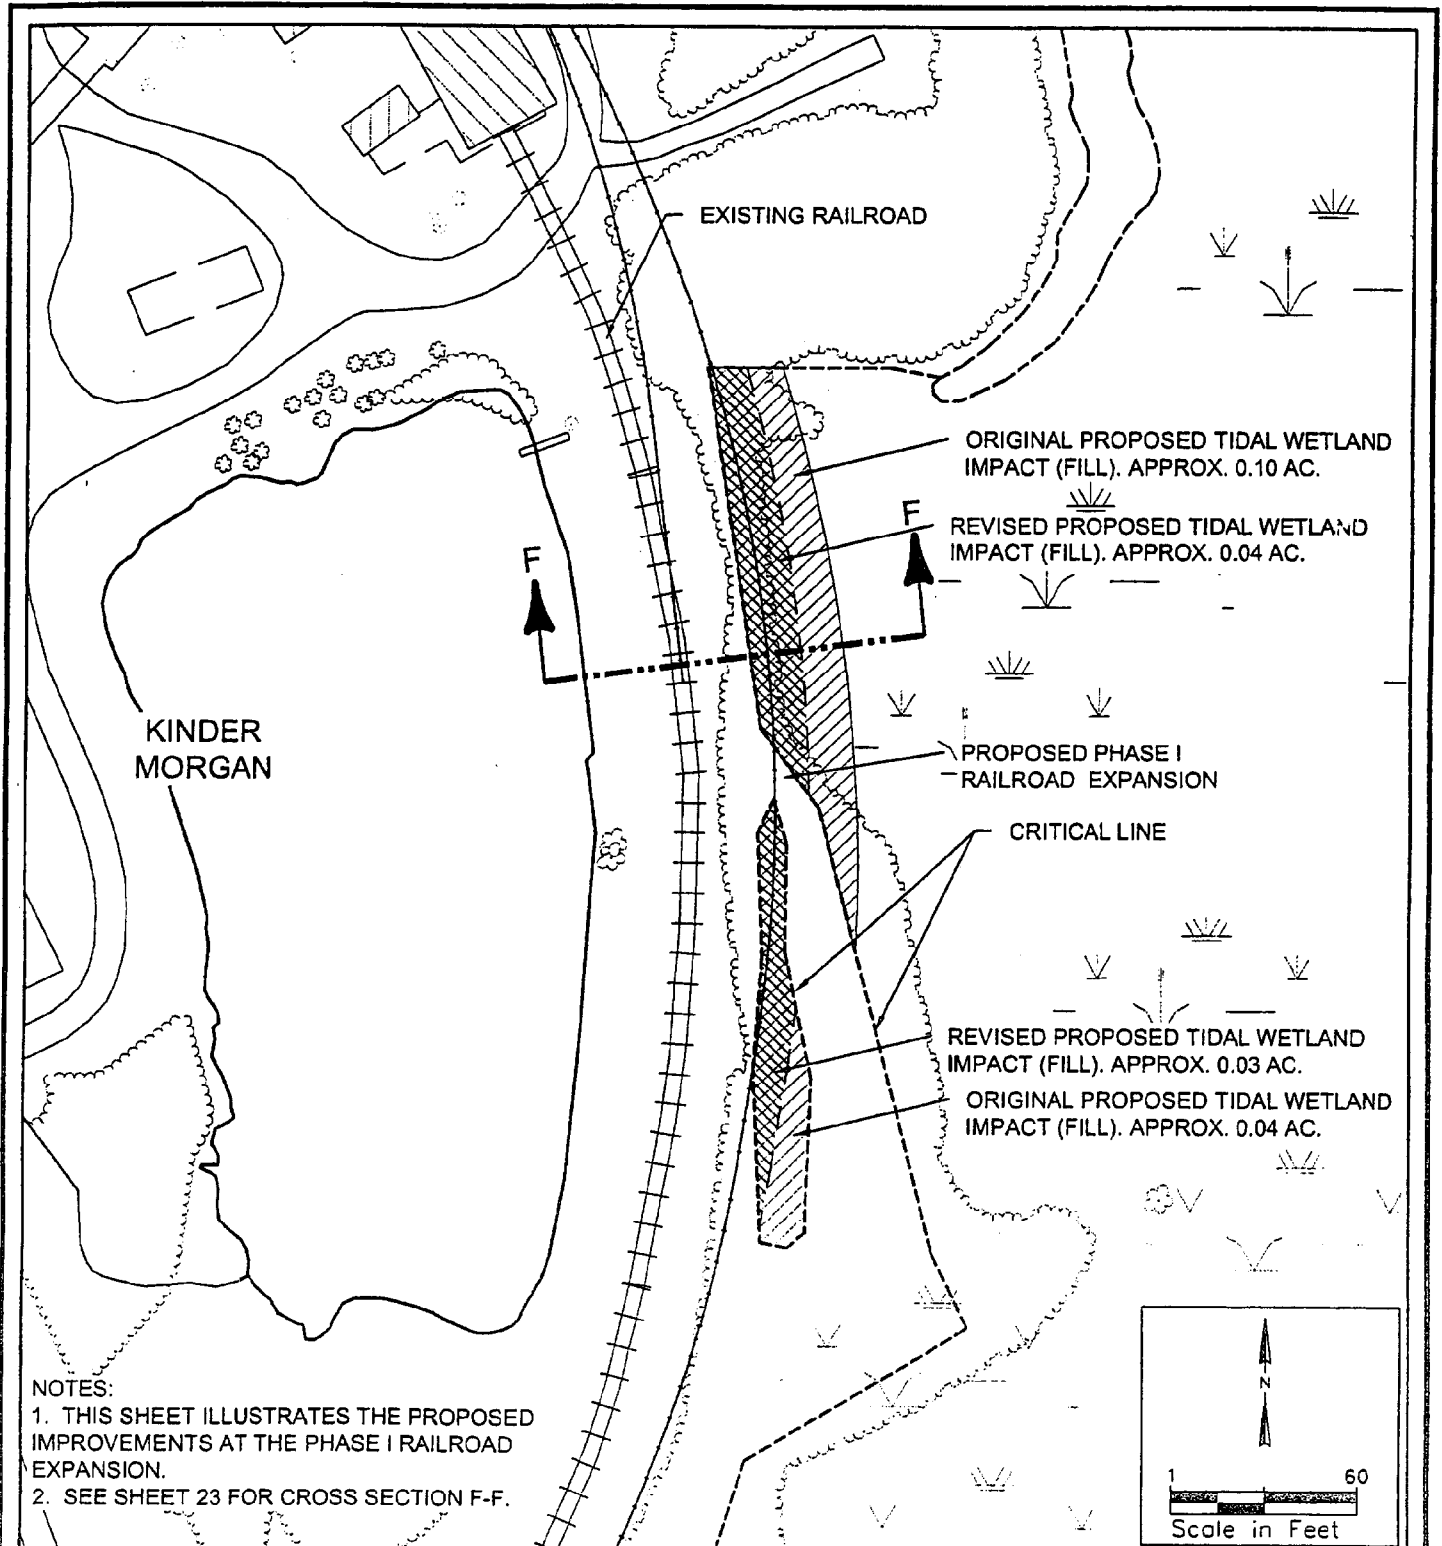 EXISTING RAILROAD
ORIGINAL PROPOSED TIDAL WETLAND
IMPACT (FILL). APPROX. 0.10 AC.
F
REVISED PROPOSED TIDAL WETLAND
IMPACT (FILL). APPROX. 0.04 AC.
F
KINDER
MORGAN
PROPOSED PHASE I
RAILROAD EXPANSION
CRITICAL LINE
REVISED PROPOSED TIDAL WETLAND
IMPACT (FILL). APPROX. 0.03 AC.
ORIGINAL PROPOSED TIDAL WETLAND
IMPACT (FILL). APPROX. 0.04 AC.
NOTES:
1. THIS SHEET ILLUSTRATES THE PROPOSED
IMPROVEMENTS AT THE PHASE I RAILROAD
EXPANSION.
2. SEE SHEET 23 FOR CROSS SECTION F-F.
N
1 60
Scale in Feet